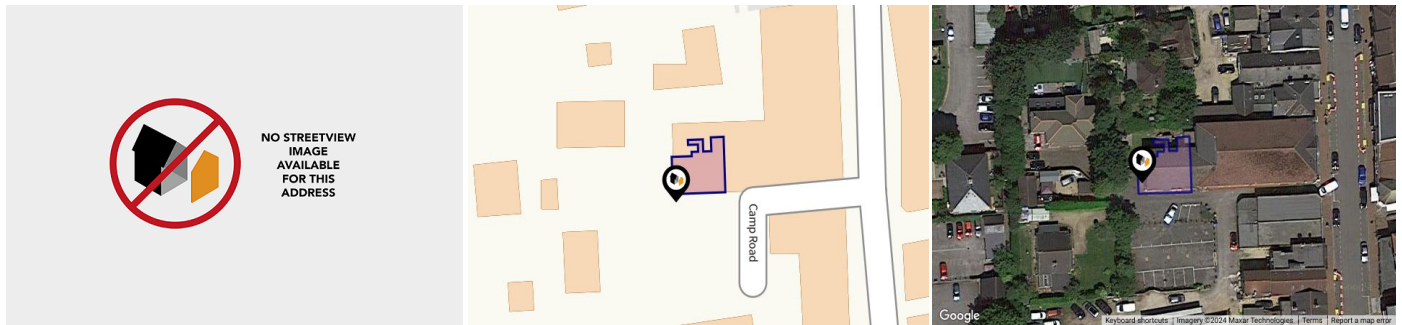 NO STREETVIEW
IMAGE
AVAILABLE
FOR THIS
ADDRESS
Camp Road
Google
Keyboard shortcuts
Imagery ©2024 Maxar Technologies
Terms
Report a map error